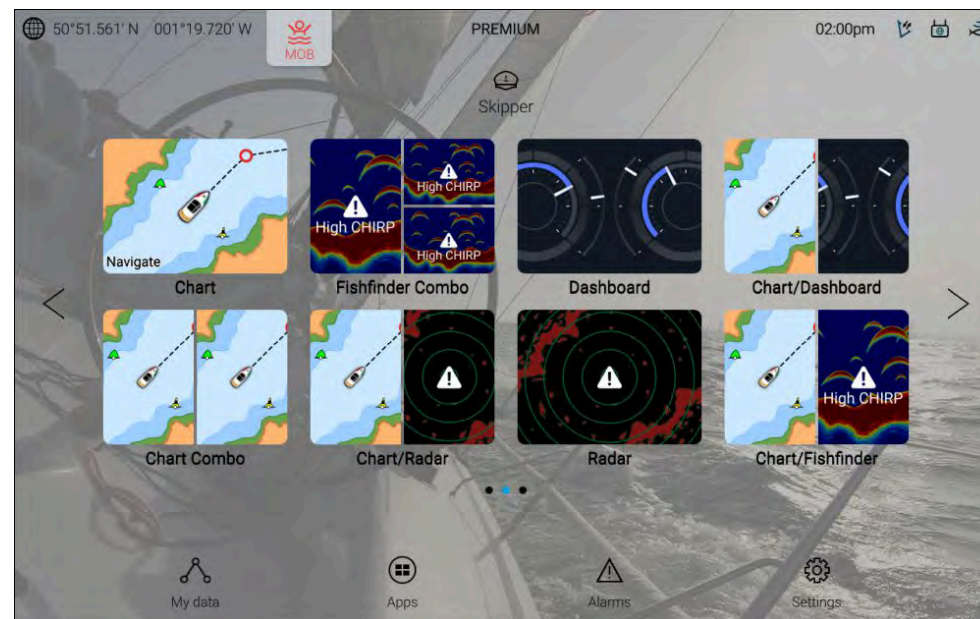 50°51.561' N 001°19.720' W
MOB
PREMIUM
02:00pm
Skipper
Navigate
High CHIRP
High CHIRP
High CHIRP
Chart
Fishfinder Combo
Dashboard
Chart/Dashboard
High CHIRP
Chart Combo
Chart/Radar
Radar
Chart/Fishfinder
My data
Apps
Alarms
Settings